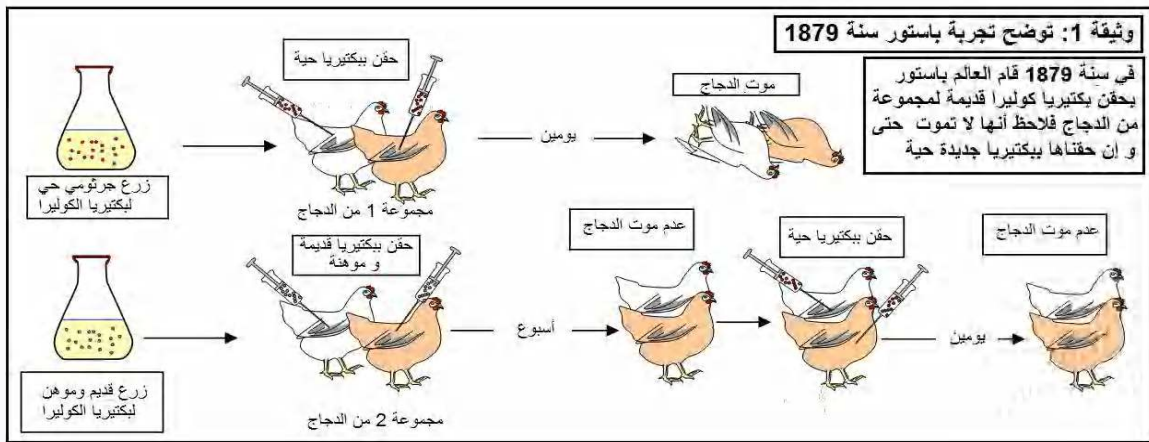 وثيقة 1: توضح تجربة باستور سنة 1879
في سنة 1879 قام العالم باستور
بحقن بكتيريا كوليرا قديمة لمجموعة
من الدجاج فلاحظ أنها لا تموت حتى
و إن حقناها ببكتيريا جديدة حية
حقن ببكتيريا حية
موت الدجاج
يومين
زرع جرثومي حي
لبكتيريا الكوليرا
مجموعة 1 من الدجاج
حقن ببكتيريا قديمة
و موهنة
عدم موت الدجاج
حقن ببكتيريا حية
عدم موت الدجاج
أسبوع
يومين
زرع قديم وموهن
لبكتيريا الكوليرا
مجموعة 2 من الدجاج